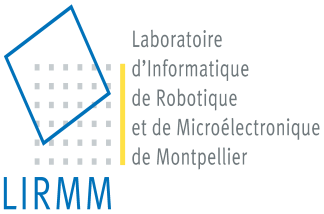 Laboratoire
d'Informatique
de Robotique
et de Microélectronique
de Montpellier
LIRMM